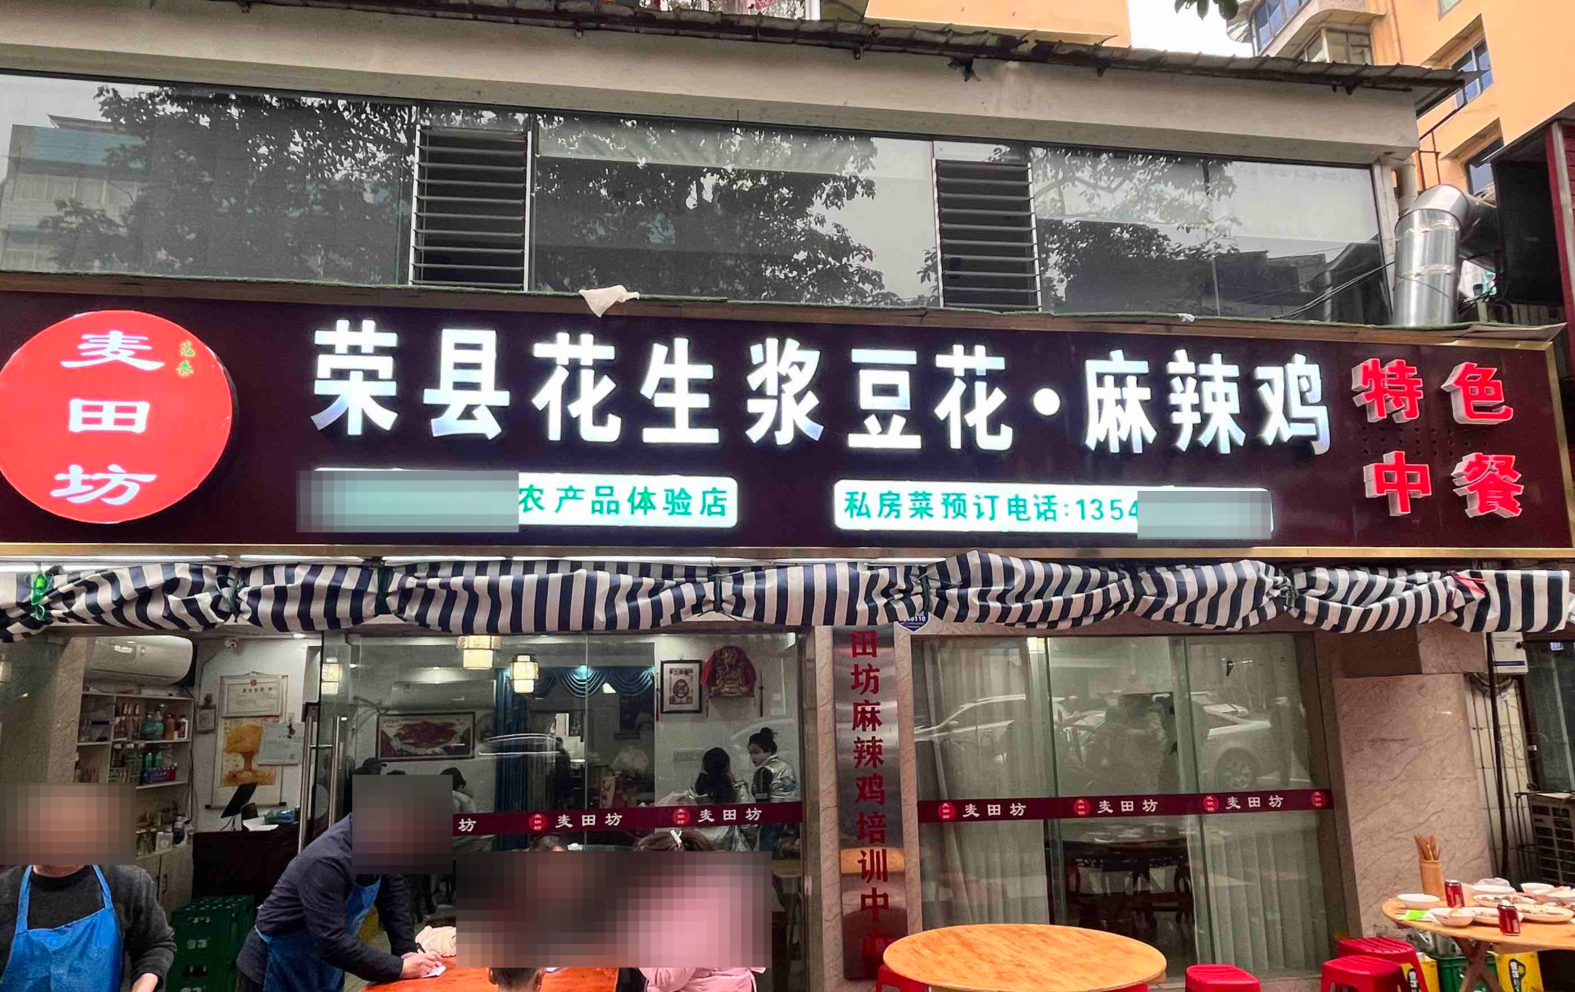 麦田坊
荣县花生浆豆花·麻辣鸡
特色
中餐
农产品体验店
私房菜预订电话:1354
田坊麻辣鸡培训中
坊
麦田坊
麦田坊
麦田坊
麦田坊
麦田坊